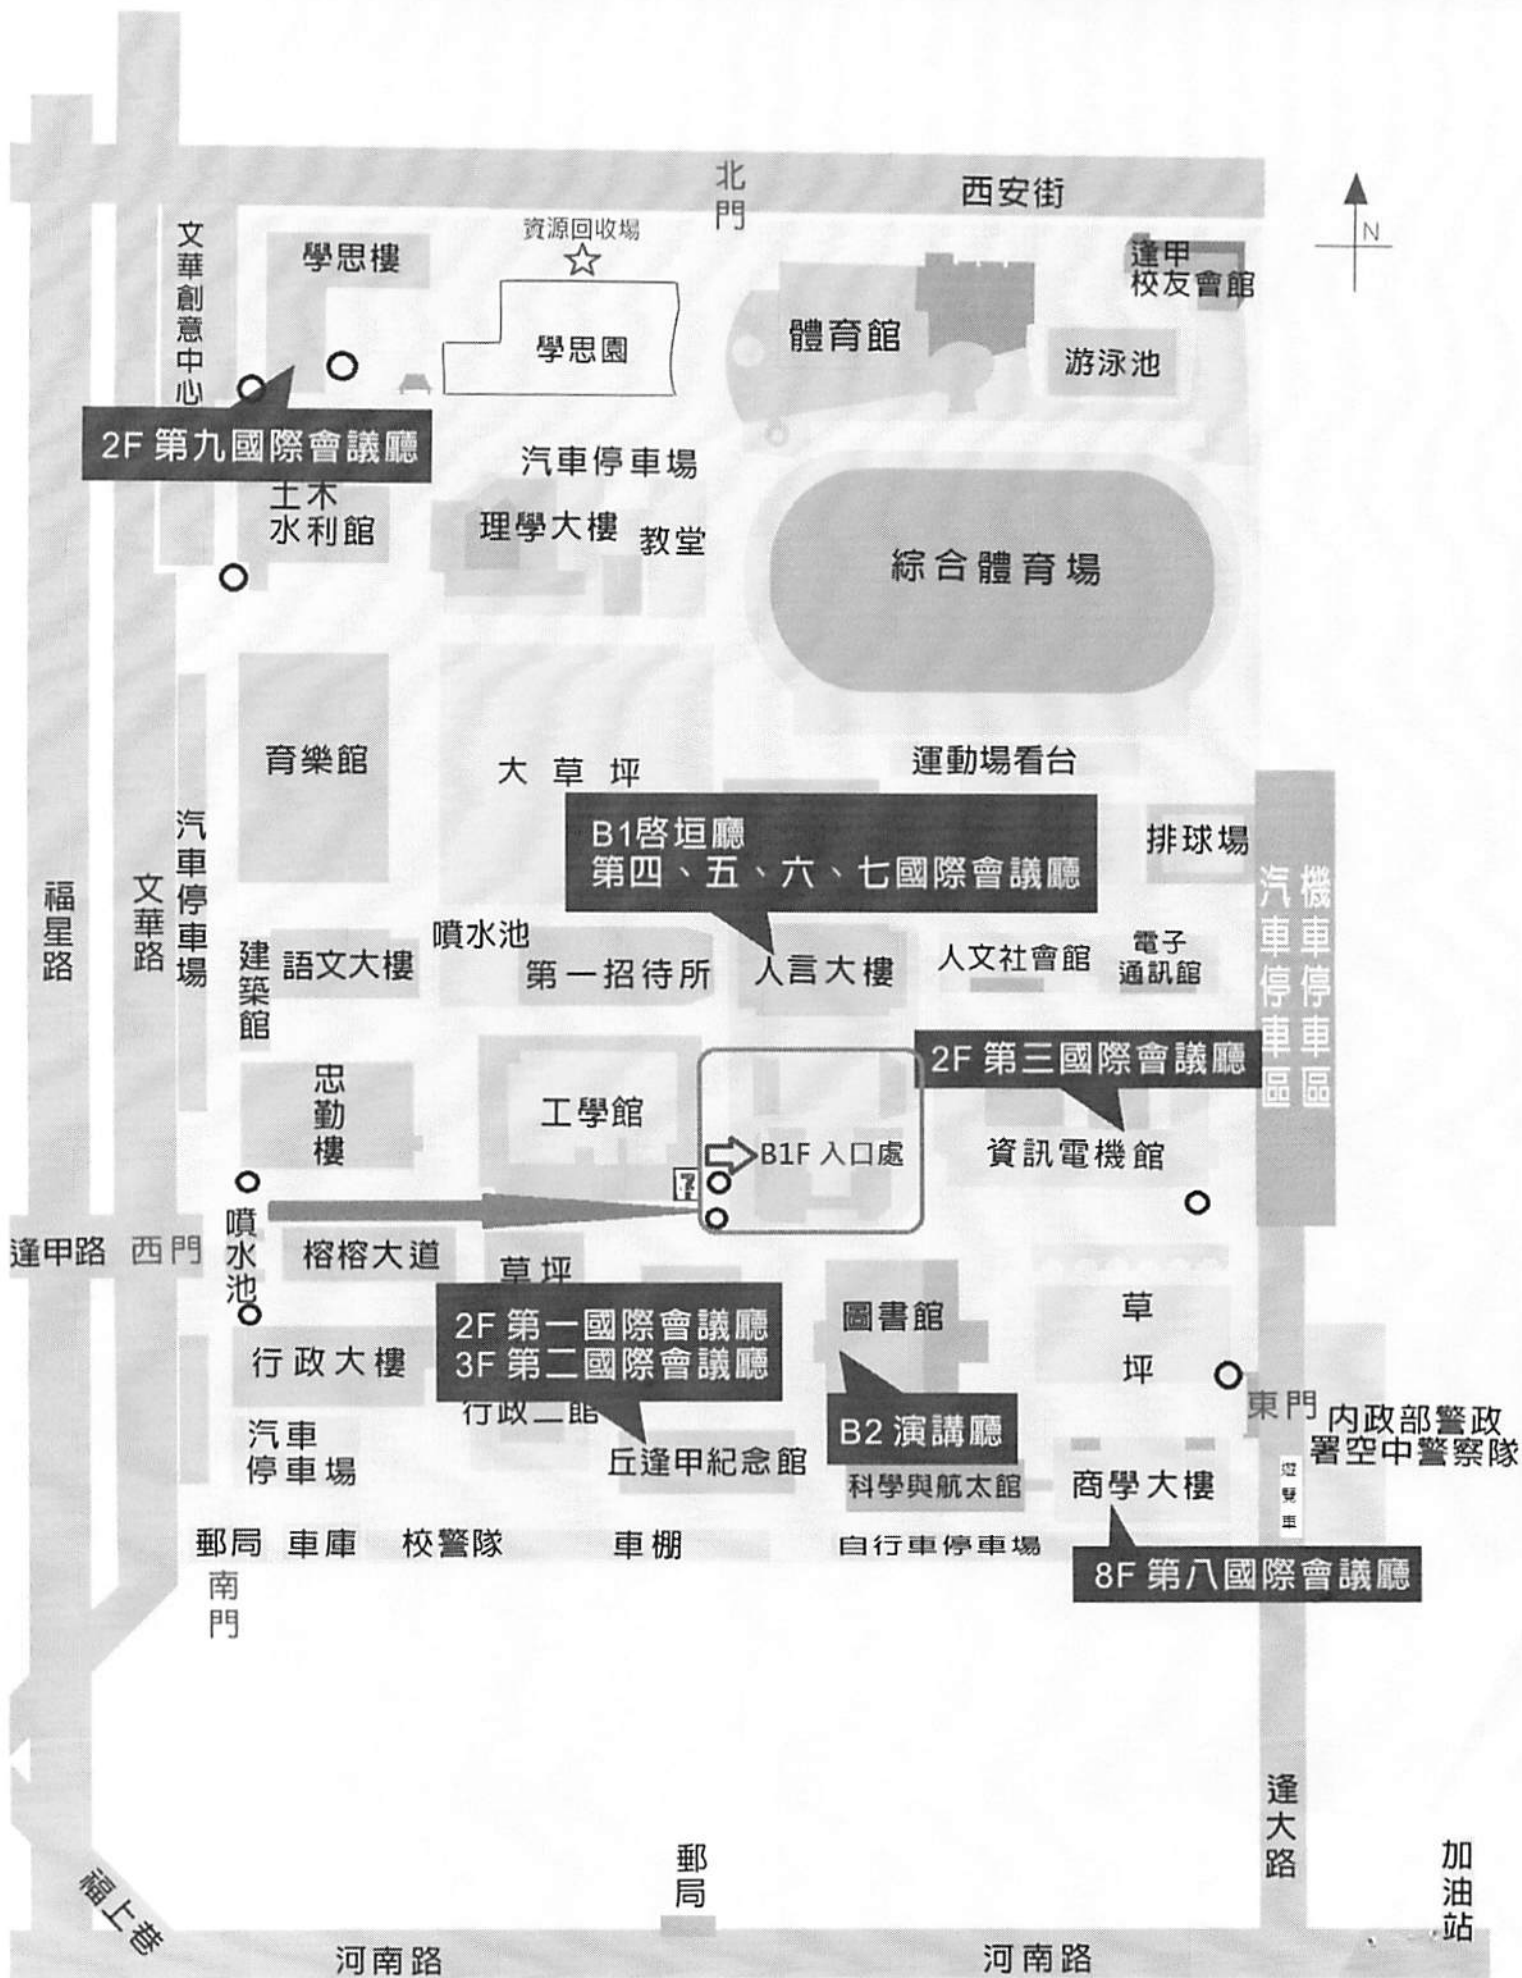 北門
西安街
N
文華創意中心
學思樓
資源回收場
學思園
體育館
逢甲
校友會館
游泳池
2F 第九國際會議廳
土木
水利館
汽車停車場
理學大樓
教堂
綜合體育場
育樂館
大草坪
運動場看台
B1啓垣廳
第四、五、六、七國際會議廳
排球場
汽車停車區
機車停車區
福星路
文華路
汽車停車場
建築館
語文大樓
噴水池
第一招待所
人言大樓
人文社會館
電子
通訊館
2F 第三國際會議廳
忠勤樓
工學館
B1F 入口處
資訊電機館
逢甲路
西門
噴水池
榕榕大道
草坪
2F 第一國際會議廳
3F 第二國際會議廳
圖書館
草坪
行政大樓
行政二館
B2 演講廳
東門
內政部警政
署空中警察隊
汽車
停車場
丘逢甲紀念館
科學與航太館
商學大樓
遊覽車
郵局
車庫
校警隊
車棚
自行車停車場
8F 第八國際會議廳
南門
逢大路
郵局
加油站
福上巷
河南路
河南路